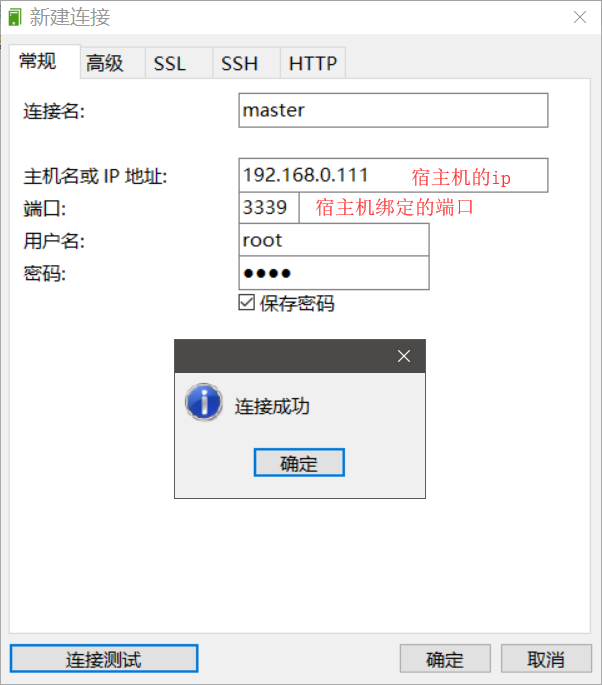 新建连接
常规 高级 SSL SSH HTTP
连接名: master
主机名或 IP 地址: 192.168.0.111 宿主机的ip
端口: 3339 宿主机绑定的端口
用户名: root
密码: ●●●●
保存密码
连接成功
确定
连接测试 确定 取消